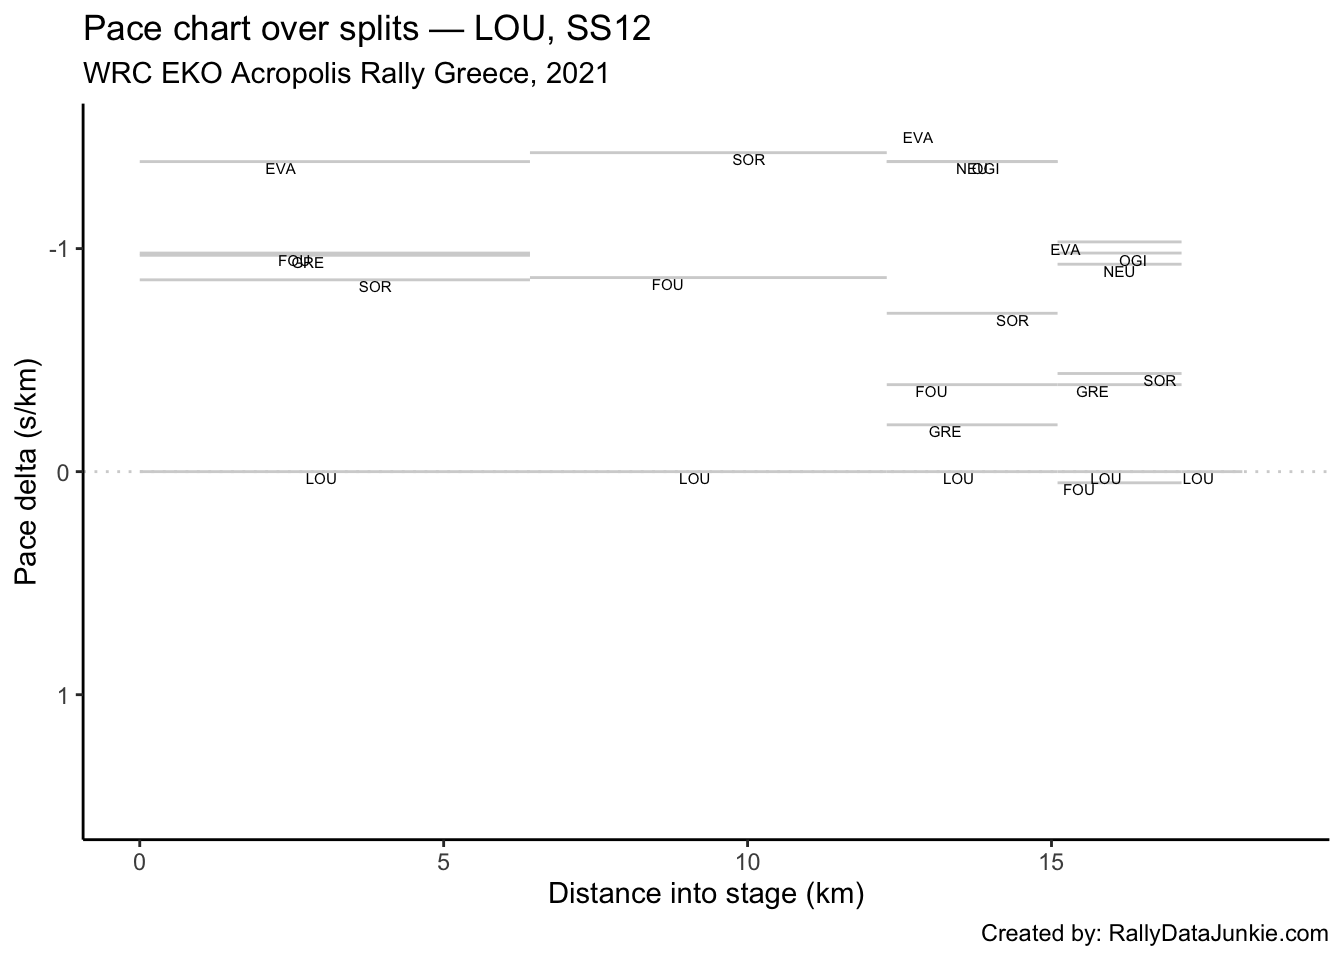 Pace chart over splits — LOU, SS12
WRC EKO Acropolis Rally Greece, 2021
Pace delta (s/km)
-1
0
1
EVA
EVA
SOR
NEU
OGI
EVA
FOU
GRE
OGI
NEU
SOR
FOU
SOR
SOR
FOU
GRE
GRE
LOU
LOU
LOU
LOU
LOU
FOU
0
5
10
15
Distance into stage (km)
Created by: RallyDataJunkie.com